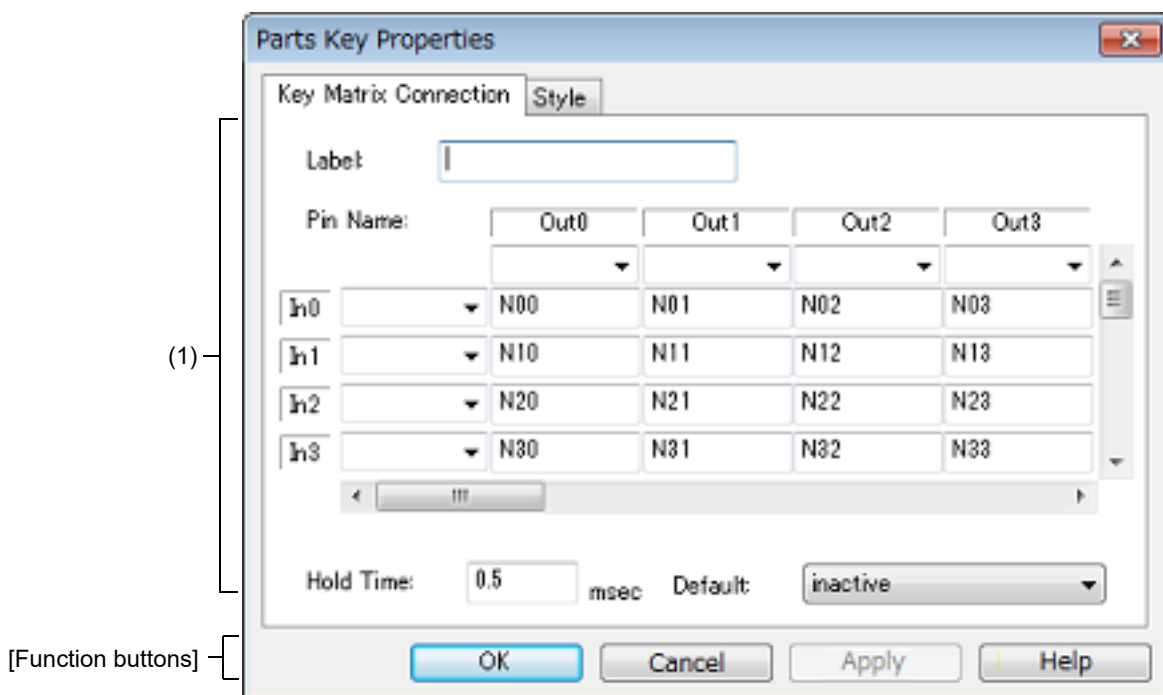 Parts Key Properties
Key Matrix Connection Style
Label:
Pin Name: Out0 Out1 Out2 Out3
In0 N00 N01 N02 N03
In1 N10 N11 N12 N13
(1)
In2 N20 N21 N22 N23
In3 N30 N31 N32 N33
Hold Time: 0.5 msec Default: inactive
[Function buttons] OK Cancel Apply Help